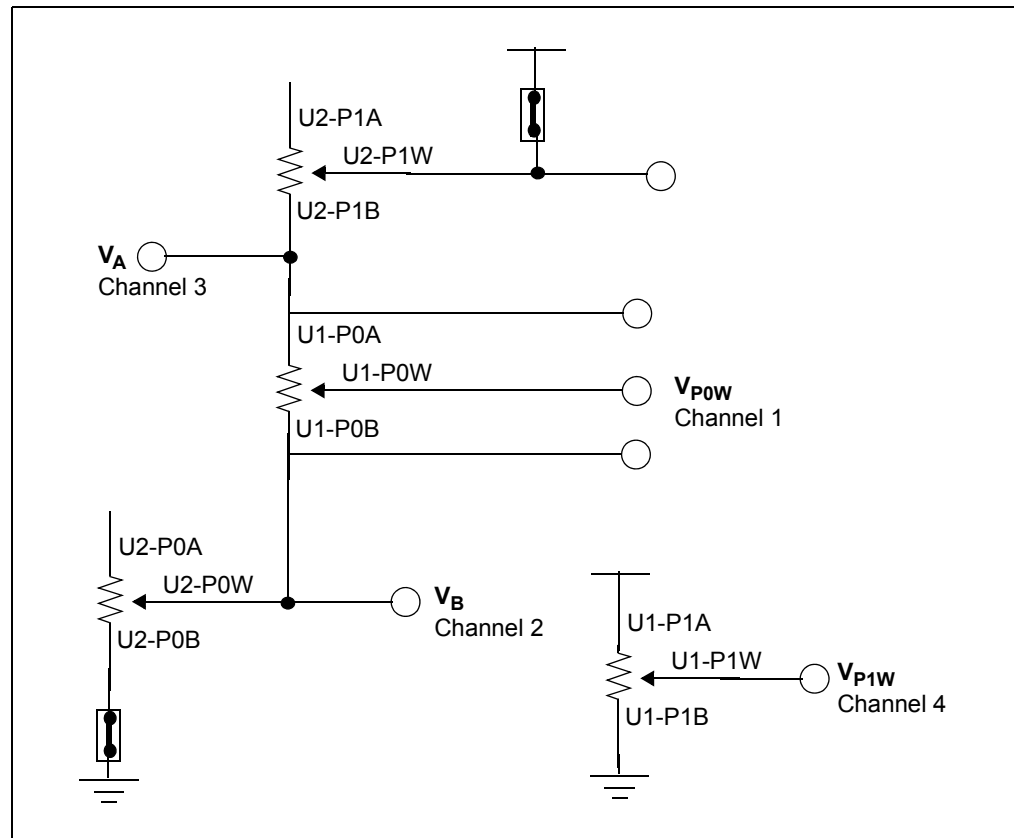 U2-P1A
U2-P1W
U2-P1B
VA
Channel 3
U1-P0A
U1-P0W
VP0W
Channel 1
U1-P0B
U2-P0A
U2-P0W
VB
Channel 2
U2-P0B
U1-P1A
U1-P1W
VP1W
Channel 4
U1-P1B